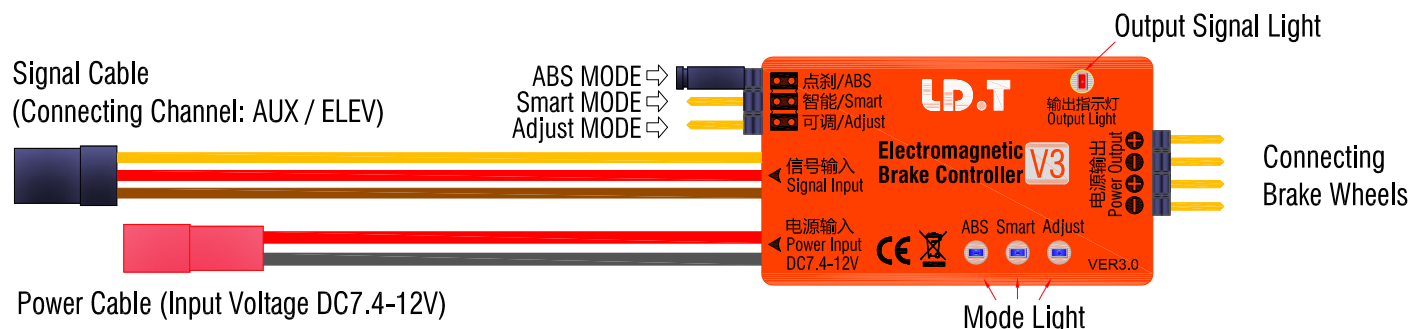 Output Signal Light
Signal Cable
(Connecting Channel: AUX / ELEV)
ABS MODE
Smart MODE
Adjust MODE
点刹/ABS
智能/Smart
可调/Adjust
LD.T
输出指示灯
Output Light
Electromagnetic
Brake Controller
V3
信号输入
Signal Input
电源输出
Power Output
Connecting
Brake Wheels
电源输入
Power Input
DC7.4-12V
CE
ABS Smart Adjust
VER3.0
Power Cable (Input Voltage DC7.4-12V)
Mode Light